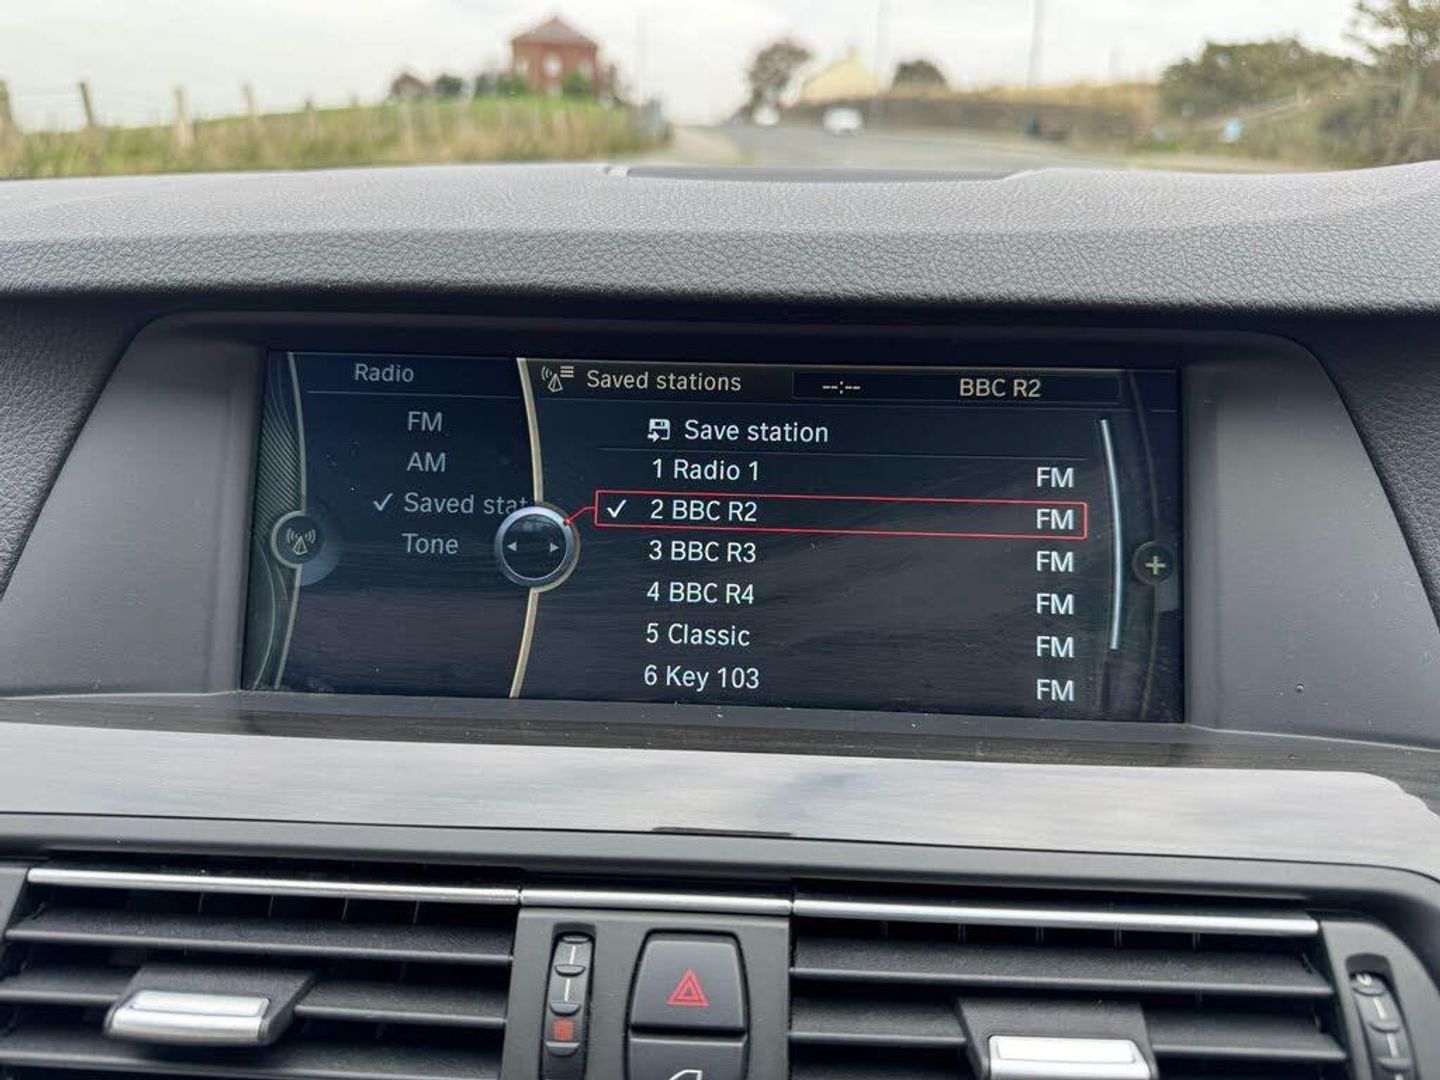 Radio
FM
AM
Saved stat
Tone
Saved stations --:-- BBC R2
Save station
1 Radio 1 FM
2 BBC R2 FM
3 BBC R3 FM
4 BBC R4 FM
5 Classic FM
6 Key 103 FM